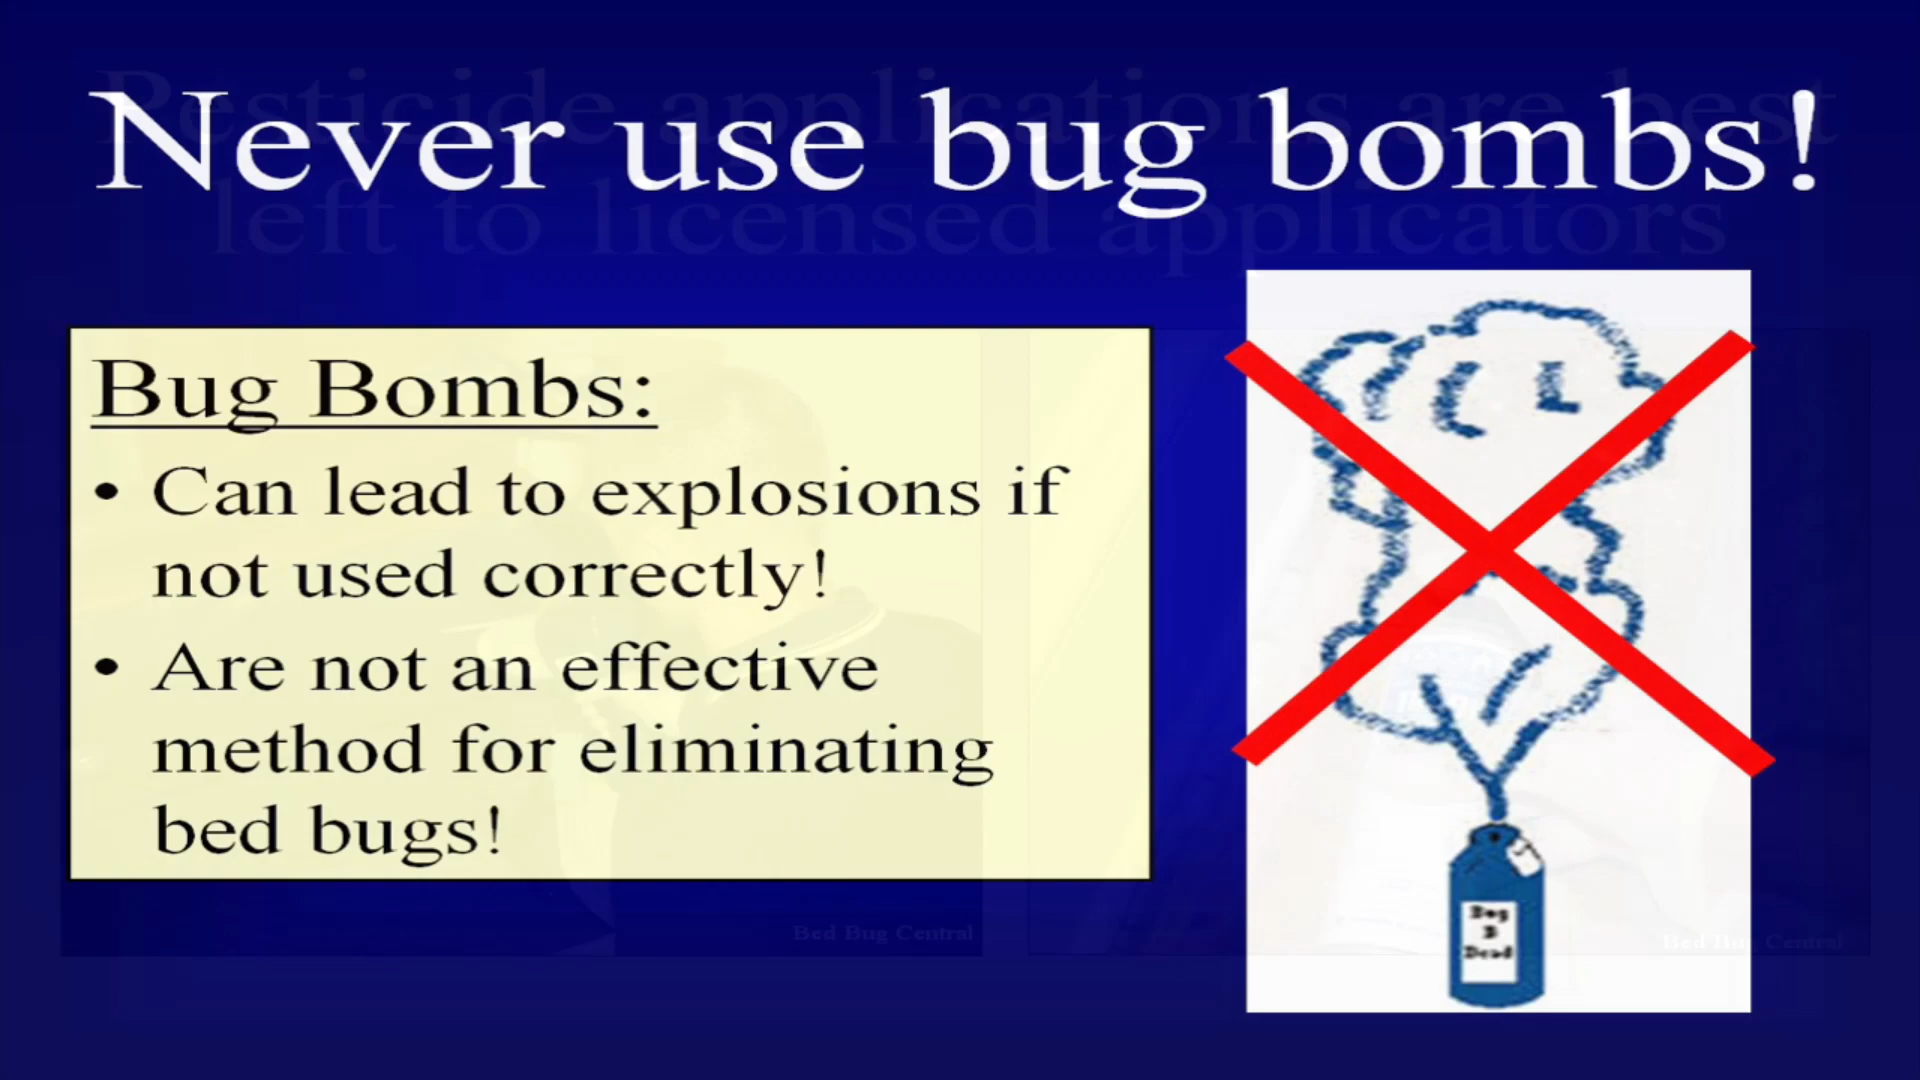 Never use bug bombs!
Pesticide applications are best
left to licensed applicators
Bug Bombs:
• Can lead to explosions if
not used correctly!
• Are not an effective
method for eliminating
bed bugs!
Bug
B
Dead
Bed Bug Central
Bed Bug Central